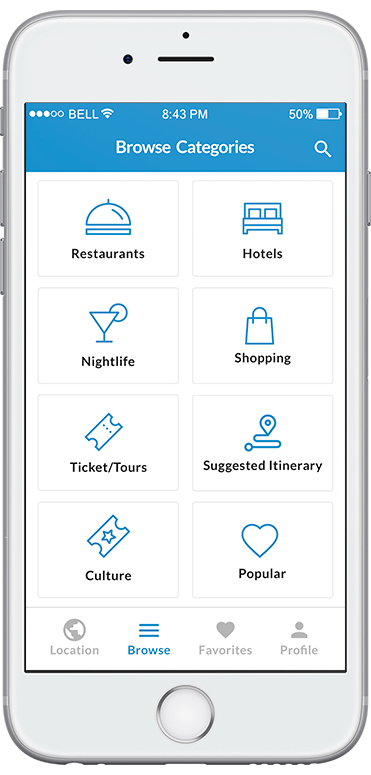 BELL 8:43 PM 50%
Browse Categories
Restaurants Hotels
Nightlife Shopping
Ticket/Tours Suggested Itinerary
Culture Popular
Location Browse Favorites Profile